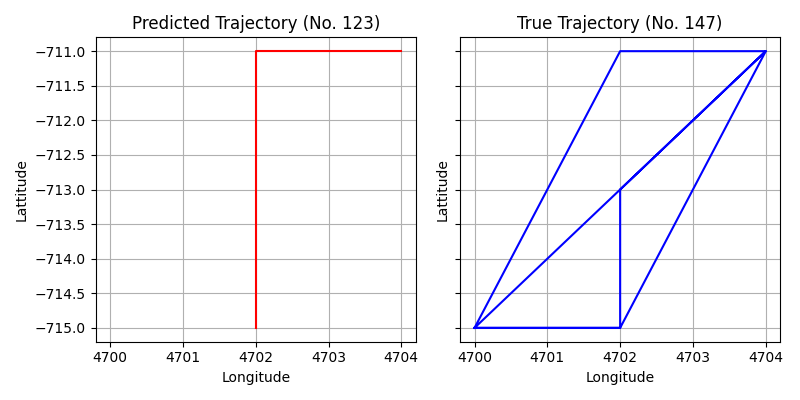 Predicted Trajectory (No. 123)
−711.0
−711.5
−712.0
−712.5
−713.0
−713.5
−714.0
−714.5
−715.0
Lattitude
4700 4701 4702 4703 4704
Longitude
True Trajectory (No. 147)
Lattitude
4700 4701 4702 4703 4704
Longitude